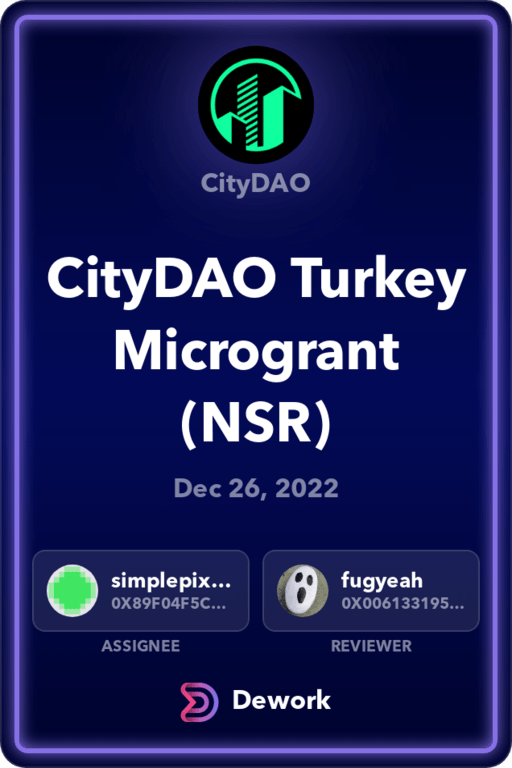 CityDAO
CityDAO Turkey
Microgrant
(NSR)
Dec 26, 2022
simplepix...
0X89F04F5C...
ASSIGNEE
fugyeah
0X006133195...
REVIEWER
Dework